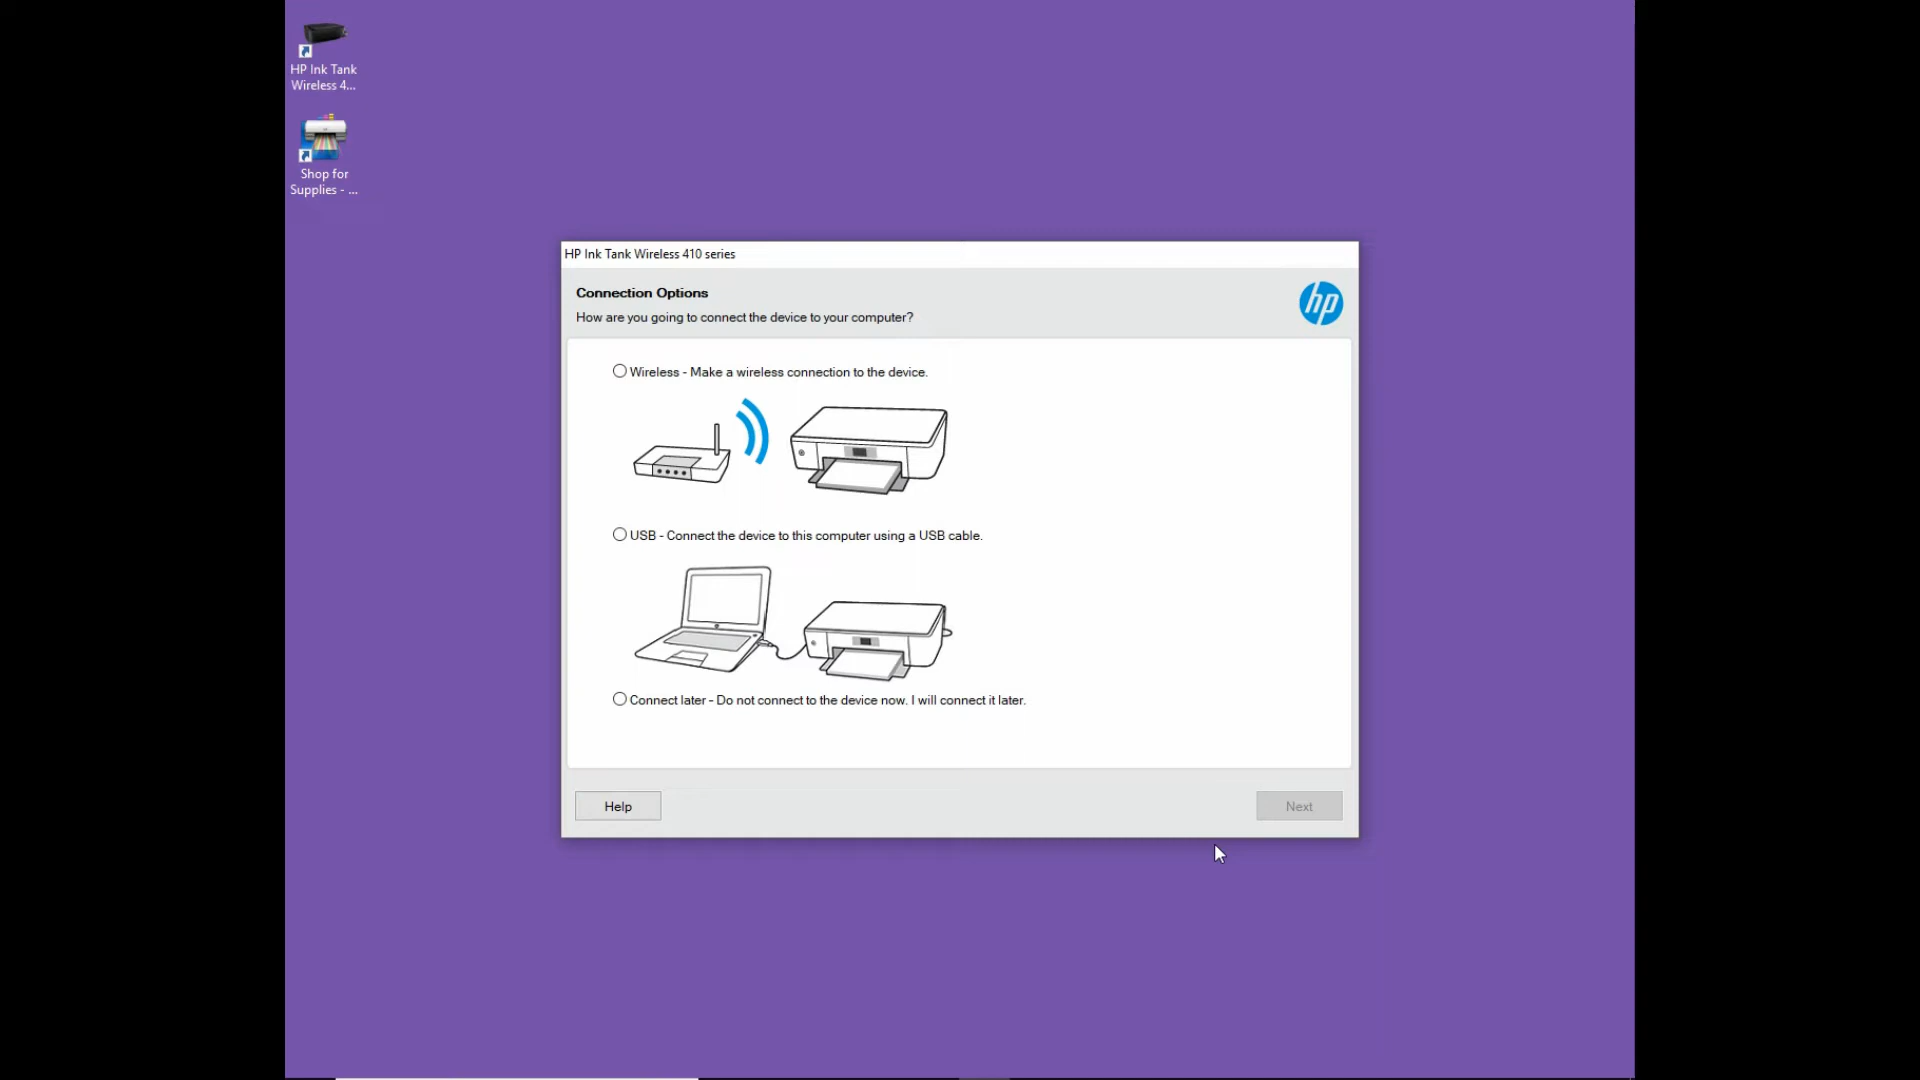 HP Ink Tank
Wireless 4...
Shop for
Supplies - ...
HP Ink Tank Wireless 410 series
Connection Options
How are you going to connect the device to your computer?
hp
Wireless - Make a wireless connection to the device.
USB - Connect the device to this computer using a USB cable.
Connect later - Do not connect to the device now. I will connect it later.
Help
Next